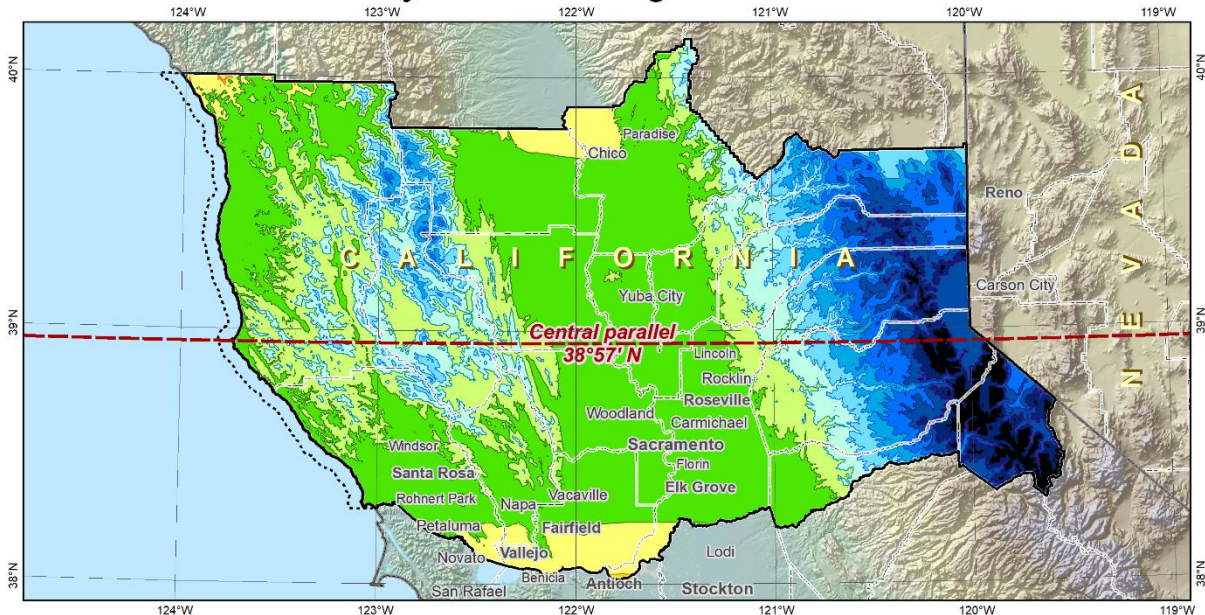 124°W 123°W 122°W 121°W 120°W 119°W
40°N 40°N
Paradise
Chico
Reno
NEVADA
CALIFORNIA
Carson City
Yuba City
39°N 39°N
Central parallel
38°57' N
Lincoln
Rocklin
Roseville
Woodland
Carmichael
Windsor
Sacramento
Santa Rosa
Florin
Elk Grove
Rohnert Park
Napa
Vacaville
Petaluma
Fairfield
Novato
Vallejo
Lodi
Benicia
Antioch
38°N 38°N
San Rafael
Stockton
124°W 123°W 122°W 121°W 120°W 119°W